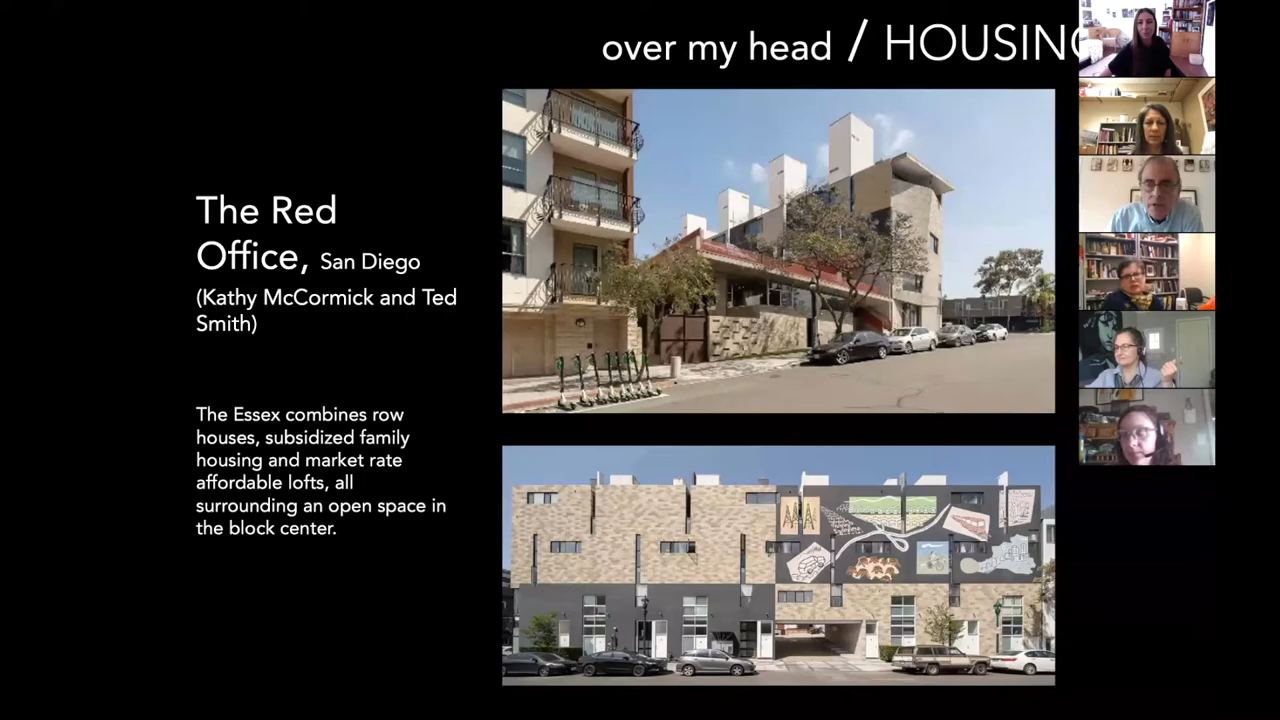 over my head / HOUSING
The Red
Office, San Diego
(Kathy McCormick and Ted
Smith)
The Essex combines row
houses, subsidized family
housing and market rate
affordable lofts, all
surrounding an open space in
the block center.